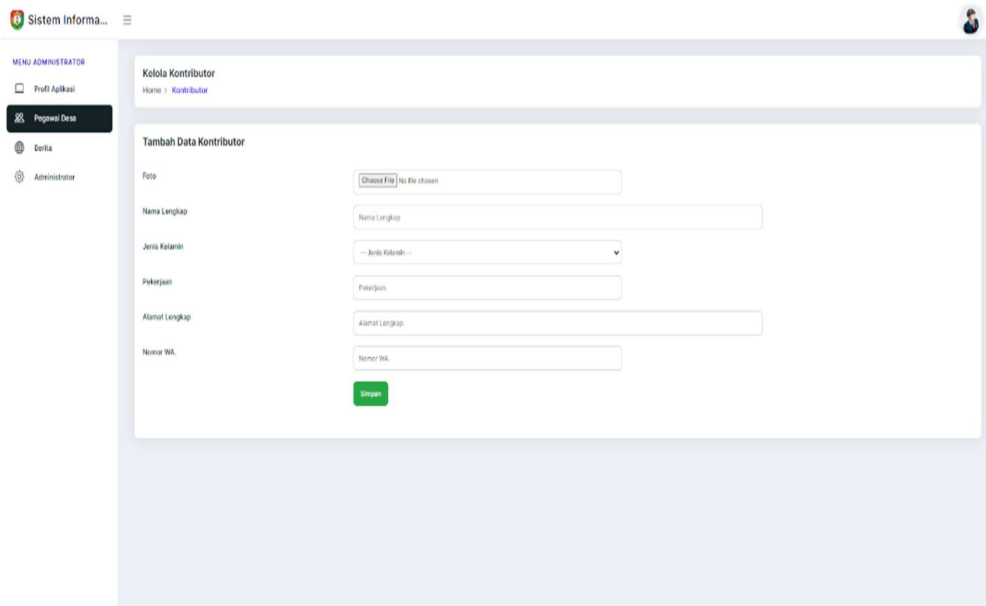 Sistem Informa...
MENU ADMINISTRATOR
Profil Aplikasi
Pegawai Desa
Berita
Administrator
Kelola Kontributor
Home > Kontributor
Tambah Data Kontributor
Foto
Choose File No file chosen
Nama Lengkap
Nama Lengkap
Jenis Kelamin
-- Jenis Kelamin --
Pekerjaan
Pekerjaan
Alamat Lengkap
Alamat Lengkap
Nomor WA.
Nomor WA.
Simpan